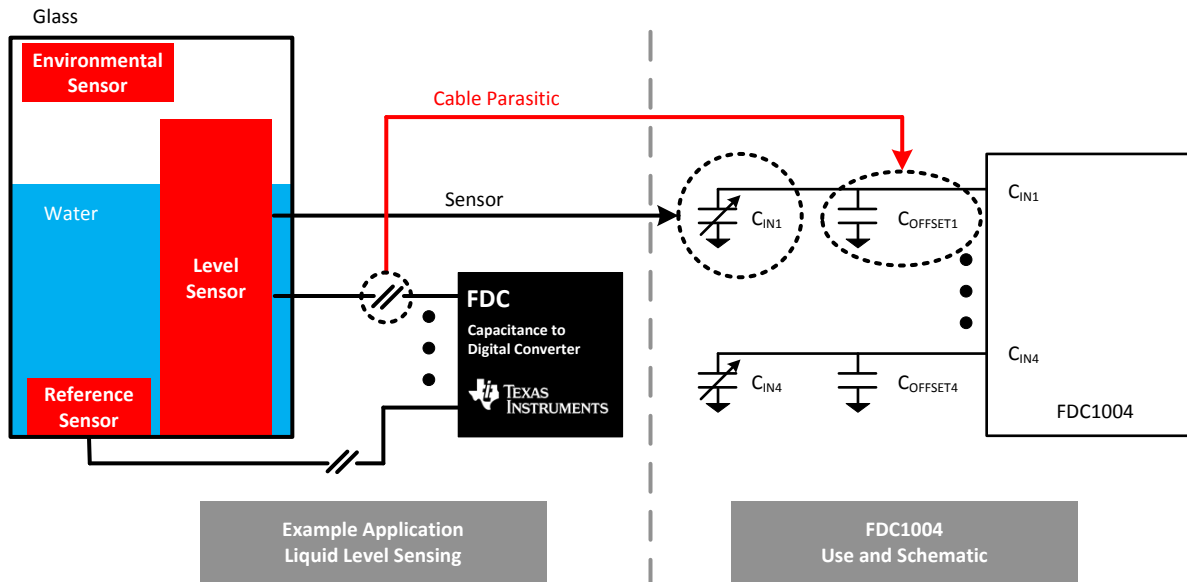 Glass
Environmental
Sensor
Cable Parasitic
Water
Sensor
Level
Sensor
FDC
Capacitance to
Digital Converter
TEXAS
INSTRUMENTS
Reference
Sensor
CIN1
COFFSET1
CIN1
CIN4
COFFSET4
CIN4
FDC1004
Example Application
Liquid Level Sensing
FDC1004
Use and Schematic